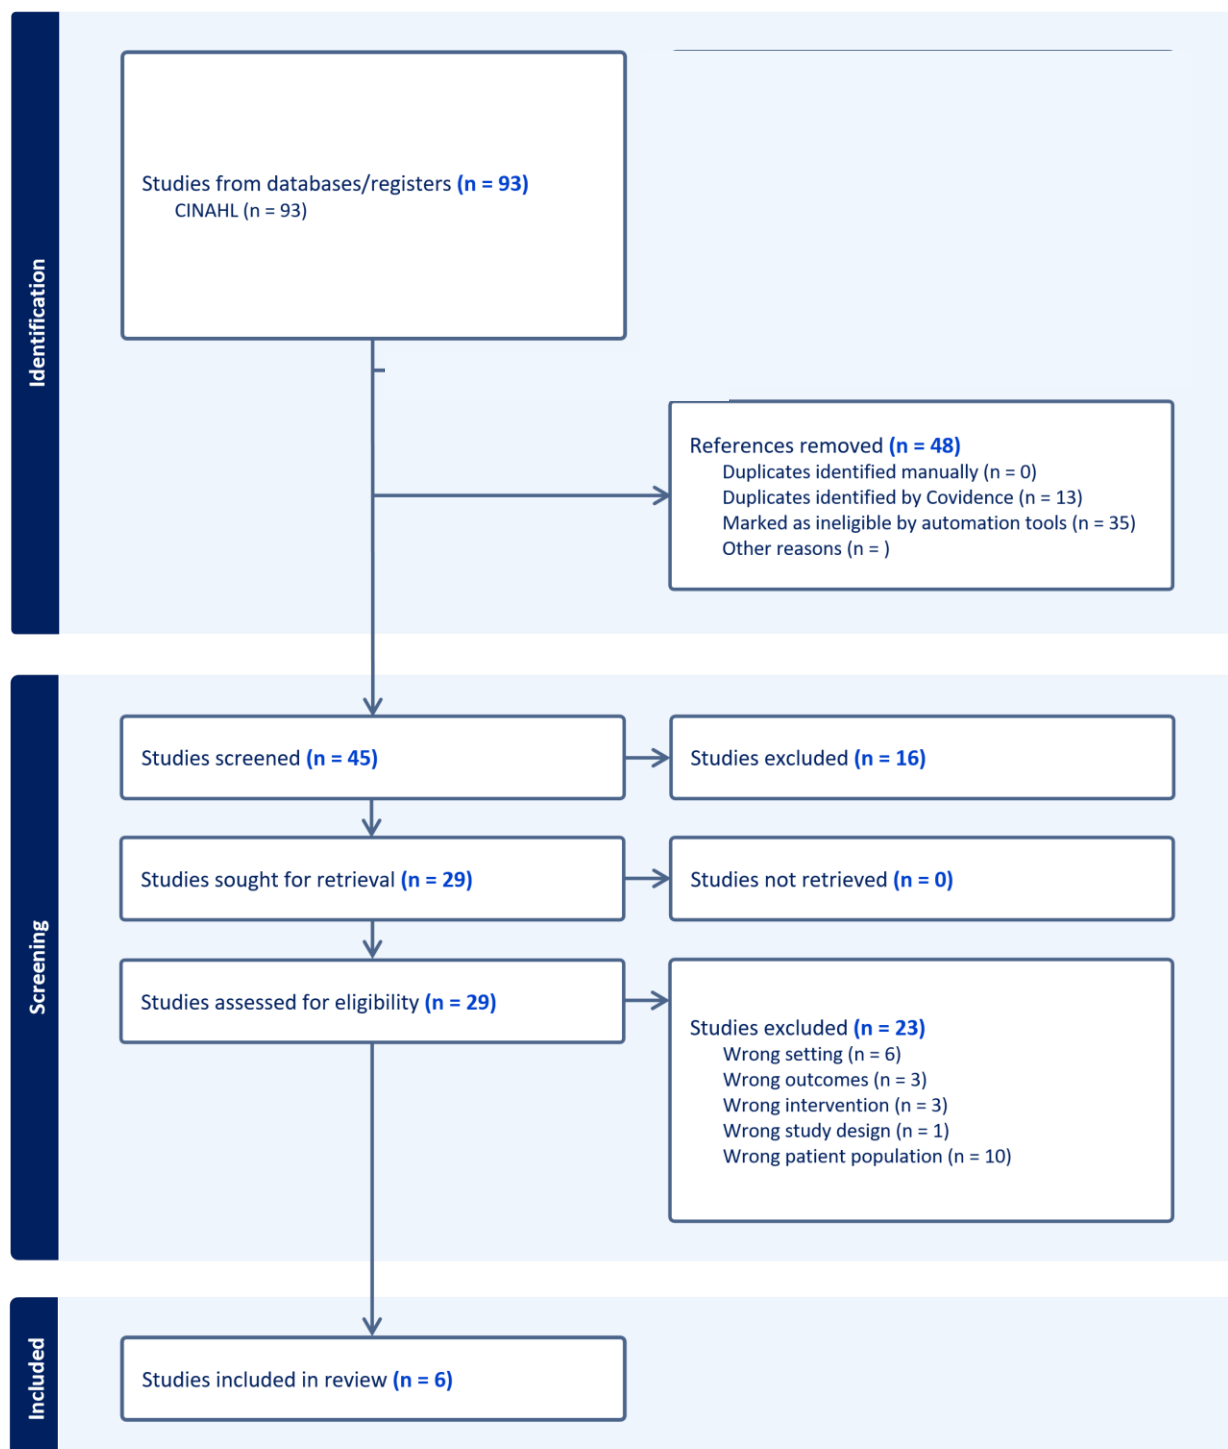 Identification
Studies from databases/registers (n = 93)
CINAHL (n = 93)
References removed (n = 48)
Duplicates identified manually (n = 0)
Duplicates identified by Covidence (n = 13)
Marked as ineligible by automation tools (n = 35)
Other reasons (n = )
Screening
Studies screened (n = 45)
Studies excluded (n = 16)
Studies sought for retrieval (n = 29)
Studies not retrieved (n = 0)
Studies assessed for eligibility (n = 29)
Studies excluded (n = 23)
Wrong setting (n = 6)
Wrong outcomes (n = 3)
Wrong intervention (n = 3)
Wrong study design (n = 1)
Wrong patient population (n = 10)
Included
Studies included in review (n = 6)